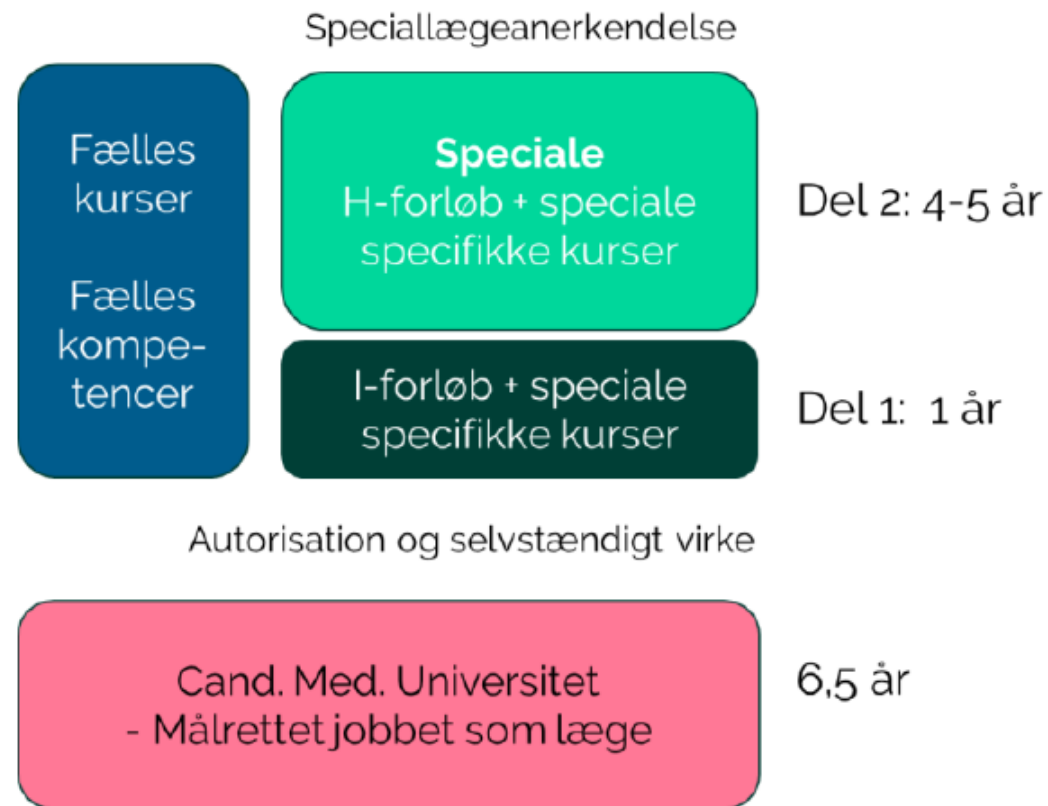 Speciallægeanerkendelse
Fælles
kurser
Fælles
kompe-
tencer
Speciale
H-forløb + speciale
specifikke kurser
Del 2: 4-5 år
I-forløb + speciale
specifikke kurser
Del 1: 1 år
Autorisation og selvstændigt virke
Cand. Med. Universitet
- Målrettet jobbet som læge
6,5 år